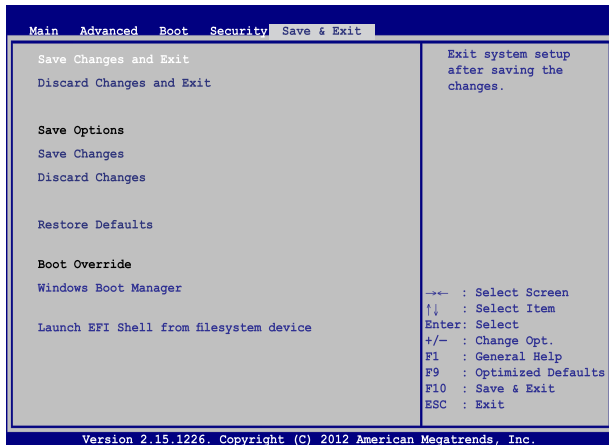 Main Advanced Boot Security Save & Exit
Save Changes and Exit
Discard Changes and Exit
Save Options
Save Changes
Discard Changes
Restore Defaults
Boot Override
Windows Boot Manager
Launch EFI Shell from filesystem device
Exit system setup
after saving the
changes.
→← : Select Screen
↑↓ : Select Item
Enter: Select
+/— : Change Opt.
F1 : General Help
F9 : Optimized Defaults
F10 : Save & Exit
ESC : Exit
Version 2.15.1226. Copyright (C) 2012 American Megatrends, Inc.